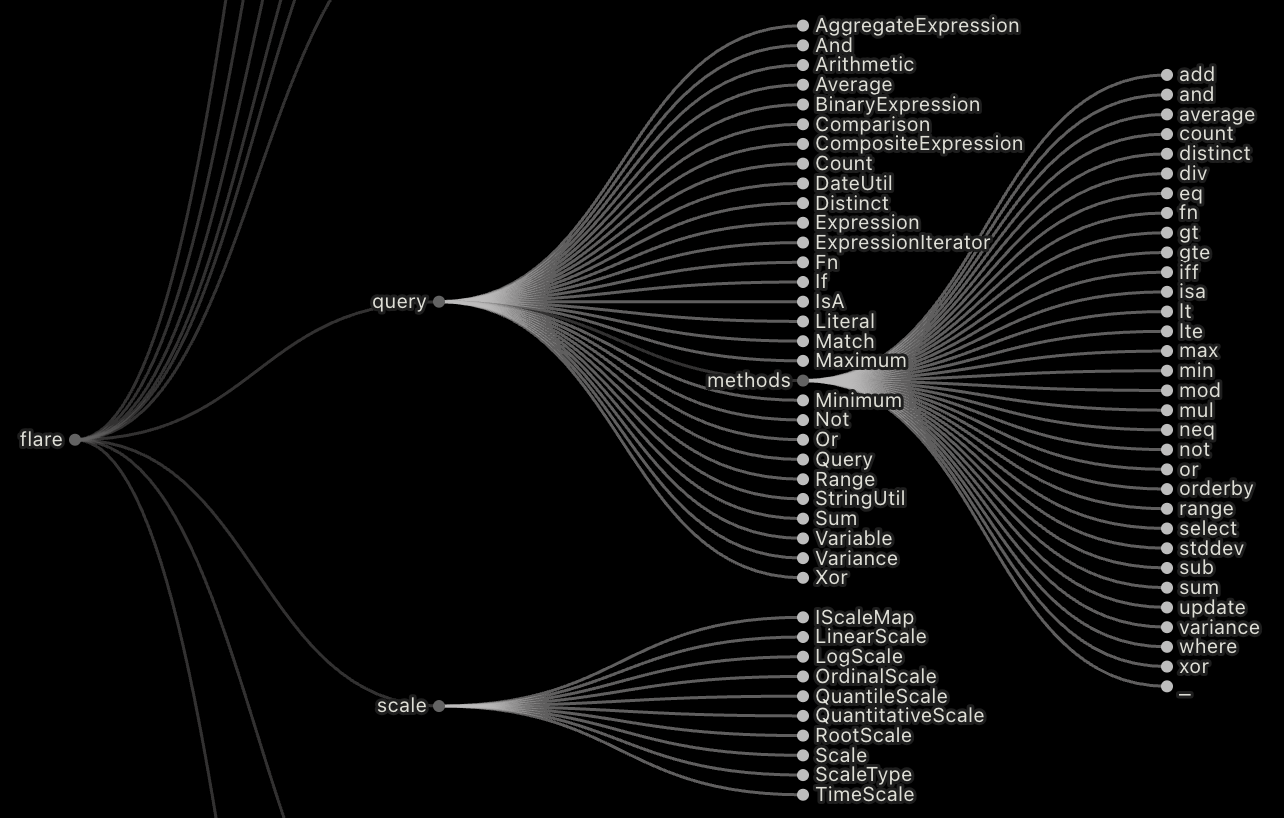 flare
query
AggregateExpression
And
Arithmetic
Average
BinaryExpression
Comparison
CompositeExpression
Count
DateUtil
Distinct
Expression
ExpressionIterator
Fn
If
IsA
Literal
Match
Maximum
methods
add
and
average
count
distinct
div
eq
fn
gt
gte
iff
isa
lt
lte
max
min
mod
mul
neq
not
or
orderby
range
select
stddev
sub
sum
update
variance
where
xor
_
Minimum
Not
Or
Query
Range
StringUtil
Sum
Variable
Variance
Xor
scale
IScaleMap
LinearScale
LogScale
OrdinalScale
QuantileScale
QuantitativeScale
RootScale
Scale
ScaleType
TimeScale